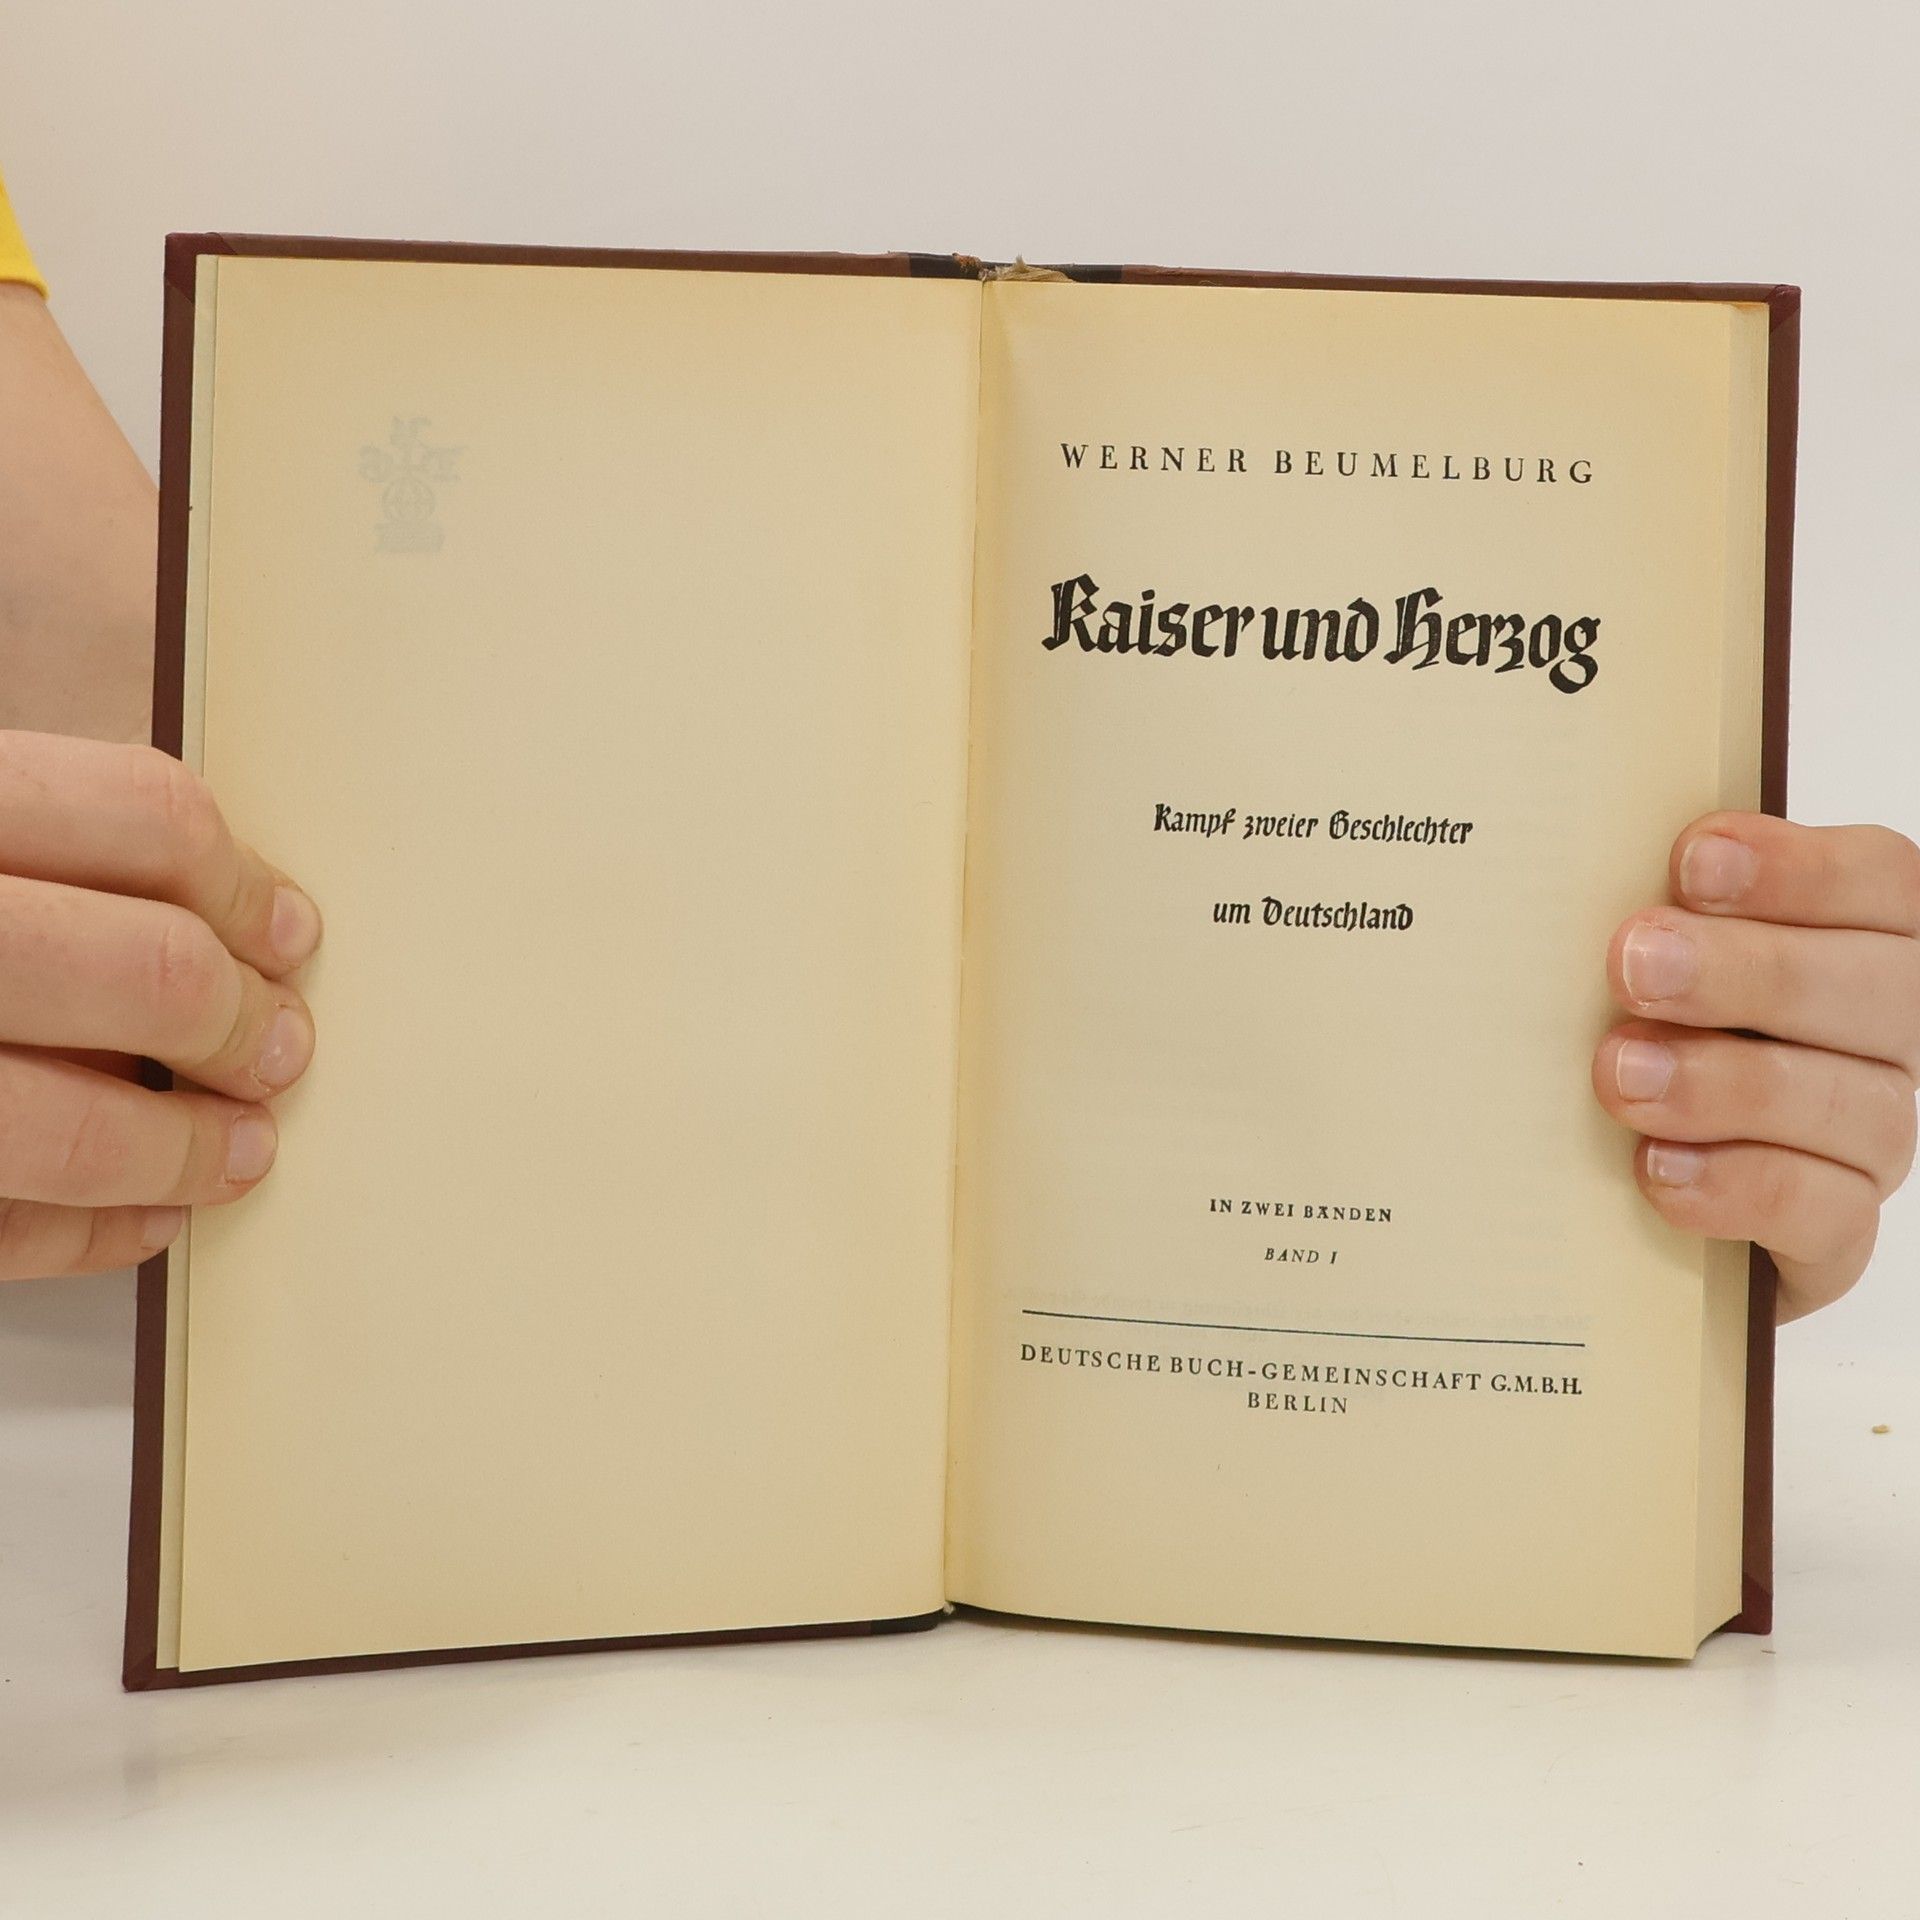 WERNER BEUMELBURG
Kaiser und Herzog
Kampf zweier Geschlechter
um Deutschland
IN ZWEI BÄNDEN
BAND I
DEUTSCHE BUCH-GEMEINSCHAFT G.M.B.H.
BERLIN